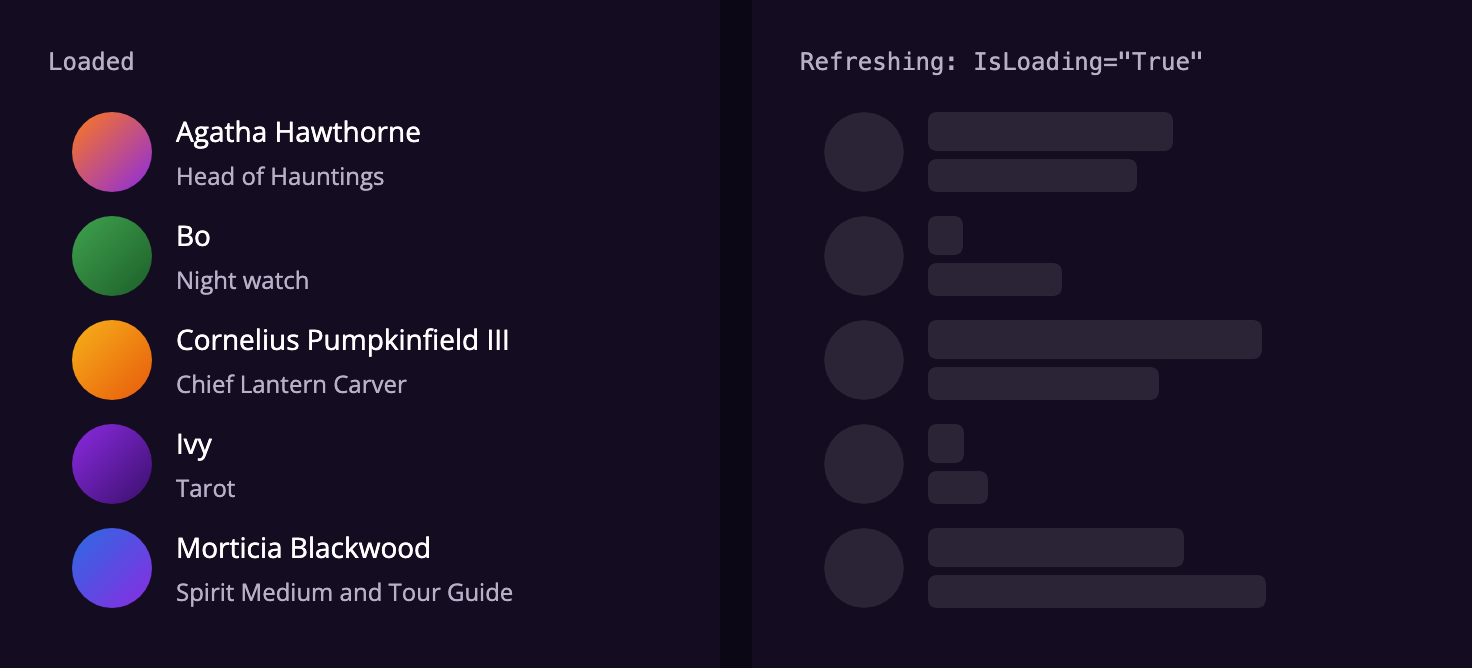 Loaded
Agatha Hawthorne
Head of Hauntings
Bo
Night watch
Cornelius Pumpkinfield III
Chief Lantern Carver
Ivy
Tarot
Morticia Blackwood
Spirit Medium and Tour Guide
Refreshing: IsLoading="True"